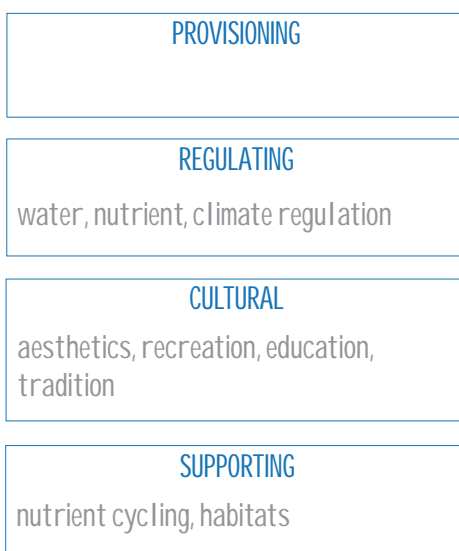 PROVISIONING
REGULATING
water, nutrient, climate regulation
CULTURAL
aesthetics, recreation, education,
tradition
SUPPORTING
nutrient cycling, habitats